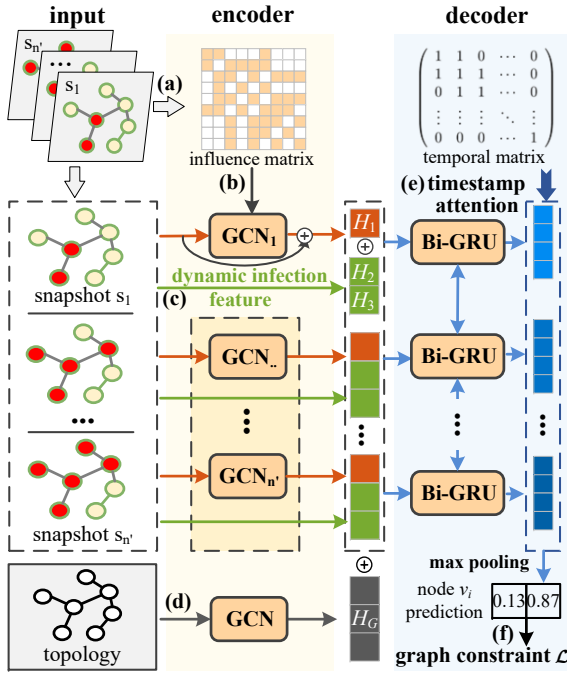 input
encoder
decoder
s_n'
...
s_1
(a)
influence matrix
1 1 0 ⋯ 0
1 1 1 ⋯ 0
0 1 1 ⋯ 0
⋮ ⋮ ⋮ ⋱ ⋮
0 0 0 ⋯ 1
temporal matrix
(b)
(e) timestamp
attention
GCN_1
+
H_1
+
Bi-GRU
snapshot s_1
(c)
dynamic infection
feature
H_2
H_3
GCN_..
Bi-GRU
...
⋮
...
...
...
GCN_n'
Bi-GRU
snapshot s_n'
max pooling
+
(d)
GCN
H_G
node v_i
prediction
0.13 0.87
(f)
topology
graph constraint ℒ